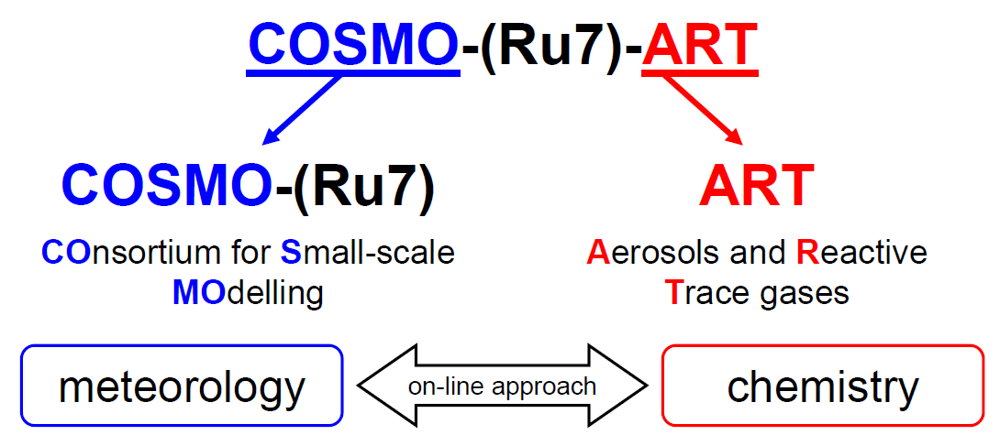 COSMO-(Ru7)-ART
COSMO-(Ru7)
COnsortium for Small-scale
MOdelling
ART
Aerosols and Reactive
Trace gases
meteorology
on-line approach
chemistry